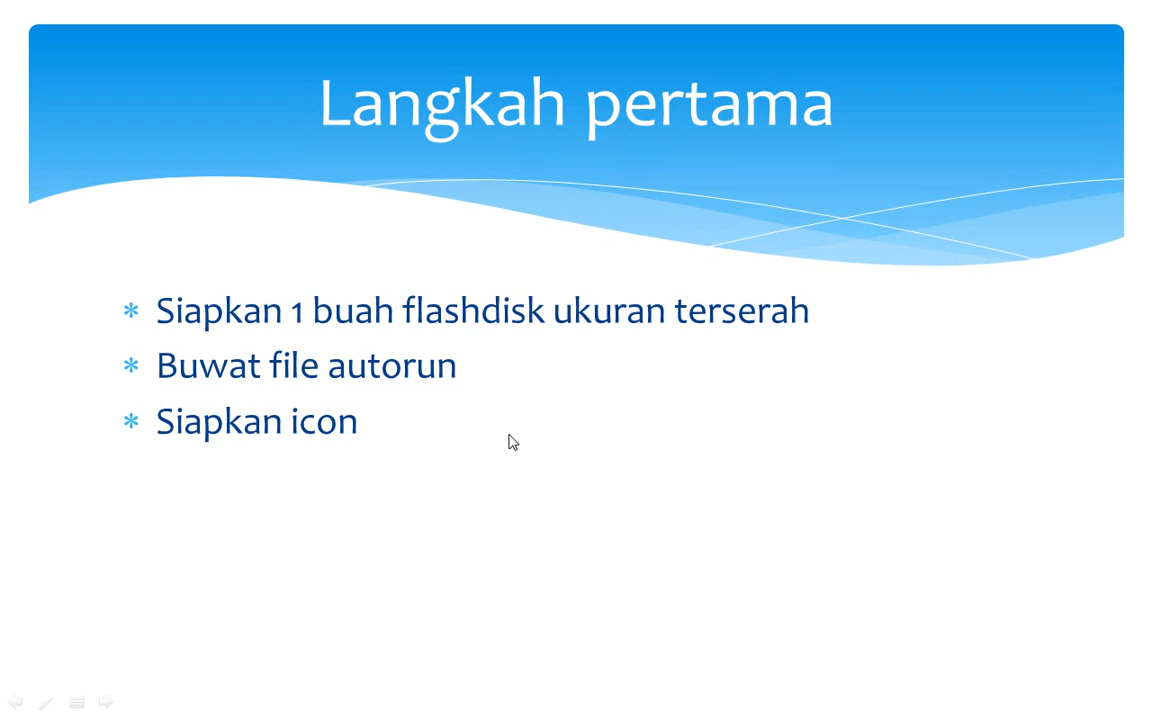 Langkah pertama
* Siapkan 1 buah flashdisk ukuran terserah
* Buwat file autorun
* Siapkan icon